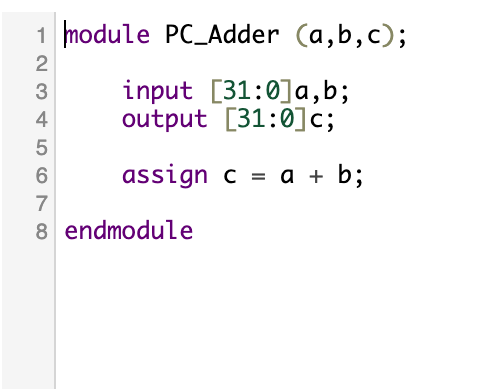 1 module PC_Adder (a,b,c);
2
3     input [31:0]a,b;
4     output [31:0]c;
5
6     assign c = a + b;
7
8 endmodule